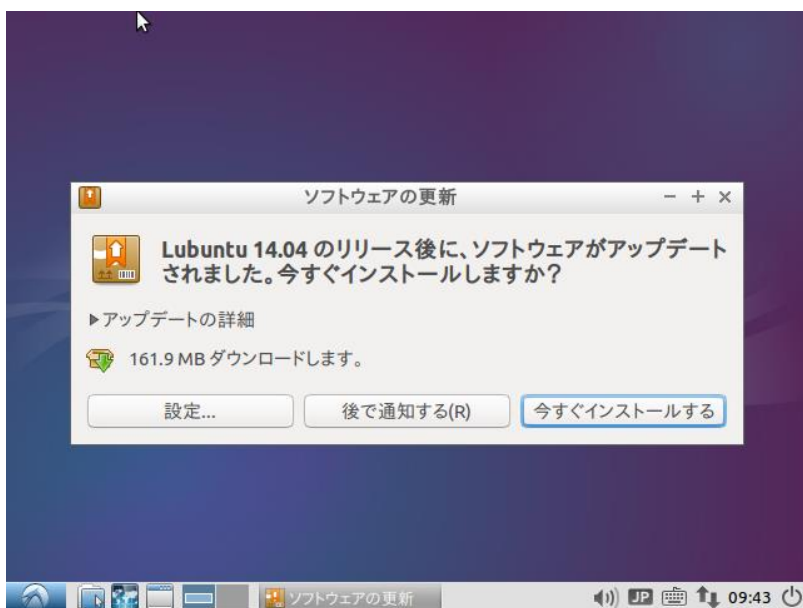 ソフトウェアの更新
Lubuntu 14.04 のリリース後に、ソフトウェアがアップデート
されました。今すぐインストールしますか?
▶アップデートの詳細
161.9 MB ダウンロードします。
設定...
後で通知する(R)
今すぐインストールする
ソフトウェアの更新
JP
09:43